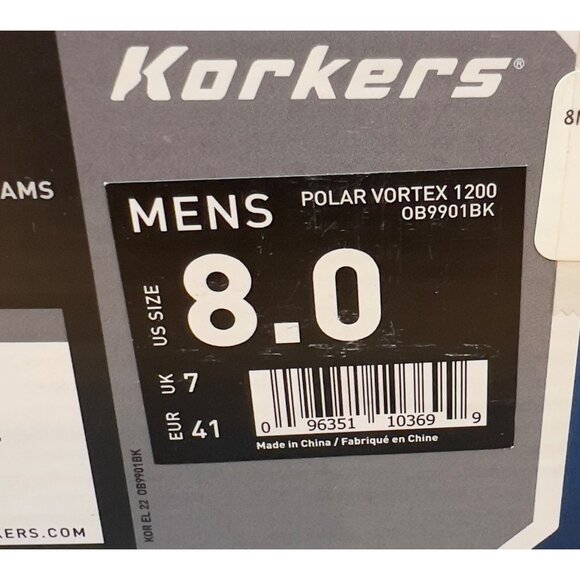 Korkers®
8
AMS
MENS
POLAR VORTEX 1200
OB9901BK
US SIZE
8.0
UK 7
EUR 41
0 96351 10369 9
Made in China / Fabriqué en Chine
KOR EL 22 OB9901BK
KERS.COM